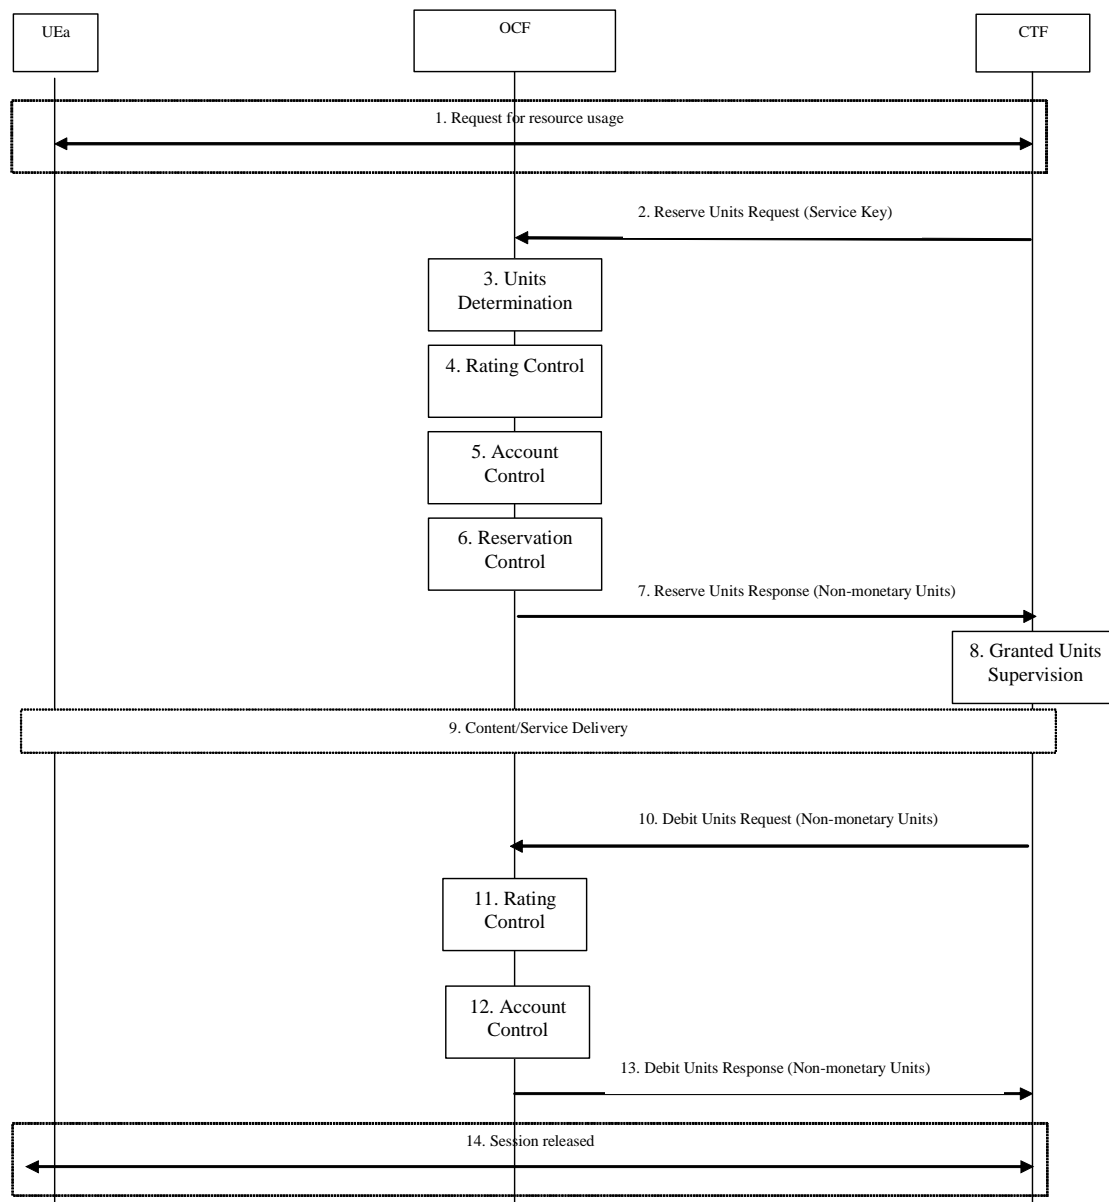 UEa
OCF
CTF
1. Request for resource usage
2. Reserve Units Request (Service Key)
3. Units
Determination
4. Rating Control
5. Account
Control
6. Reservation
Control
7. Reserve Units Response (Non-monetary Units)
8. Granted Units
Supervision
9. Content/Service Delivery
10. Debit Units Request (Non-monetary Units)
11. Rating
Control
12. Account
Control
13. Debit Units Response (Non-monetary Units)
14. Session released